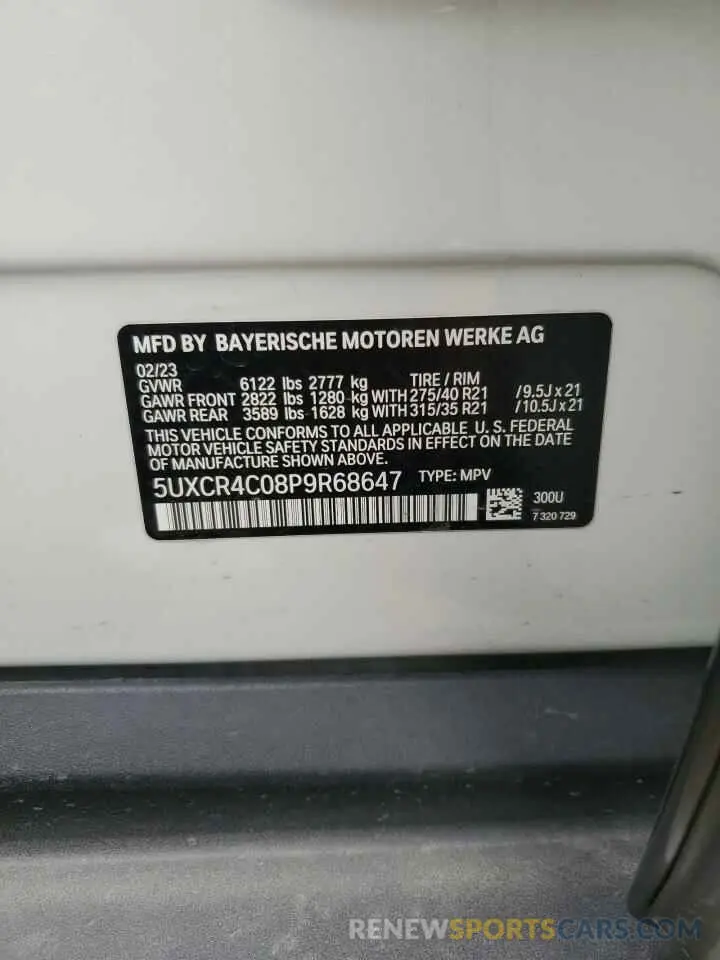 MFD BY BAYERISCHE MOTOREN WERKE AG
02/23
GVWR 6122 lbs 2777 kg TIRE / RIM
GAWR FRONT 2822 lbs 1280 kg WITH 275/40 R21 /9.5J x 21
GAWR REAR 3589 lbs 1628 kg WITH 315/35 R21 /10.5J x 21
THIS VEHICLE CONFORMS TO ALL APPLICABLE U. S. FEDERAL
MOTOR VEHICLE SAFETY STANDARDS IN EFFECT ON THE DATE
OF MANUFACTURE SHOWN ABOVE.
5UXCR4C08P9R68647 TYPE: MPV
300U
7 320 729
RENEWSPORTSCARS.COM